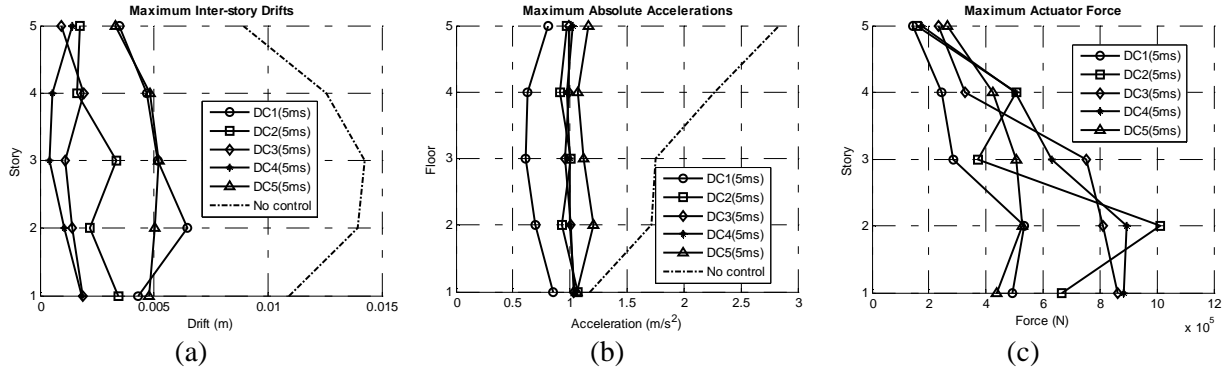 Maximum Inter-story Drifts
5
4
3
2
1
Story
0
0.005
0.01
0.015
Drift (m)
DC1(5ms)
DC2(5ms)
DC3(5ms)
DC4(5ms)
DC5(5ms)
No control
(a)
Maximum Absolute Accelerations
5
4
3
2
1
Floor
0
0.5
1
1.5
2
2.5
3
Acceleration (m/s²)
DC1(5ms)
DC2(5ms)
DC3(5ms)
DC4(5ms)
DC5(5ms)
No control
(b)
Maximum Actuator Force
5
4
3
2
1
Story
0
2
4
6
8
10
12
Force (N)
x 10⁵
DC1(5ms)
DC2(5ms)
DC3(5ms)
DC4(5ms)
DC5(5ms)
(c)